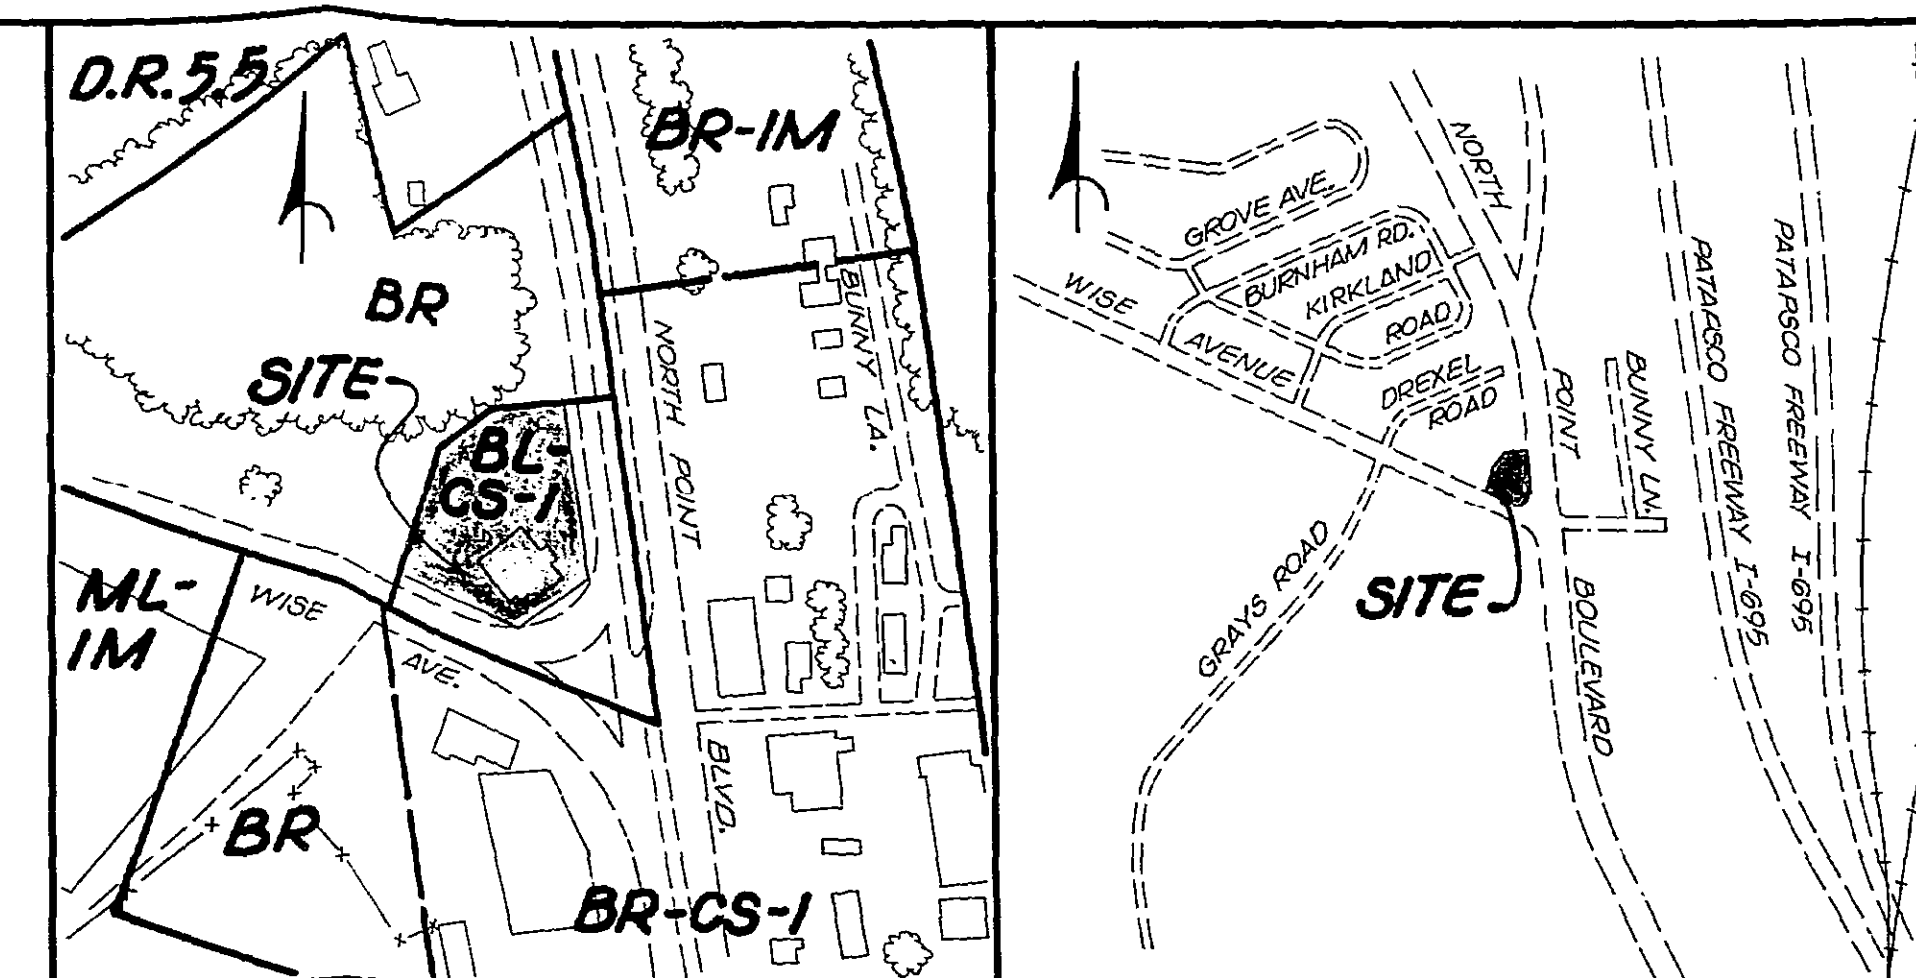 D.R.5.5
BR-IM
BR
SITE
BL-
CS-1
NORTH POINT
BUNNY LA.
ML-
IM
WISE
AVE.
BLVD.
BR
BR-CS-1
NORTH
GROVE AVE.
BURNHAM RD.
KIRKLAND
ROAD
WISE
AVENUE
DREXEL
ROAD
POINT
BUNNY LN.
PATAPSCO FREEWAY I-695
PATAPSCO FREEWAY I-695
GRAYS ROAD
SITE
BOULEVARD